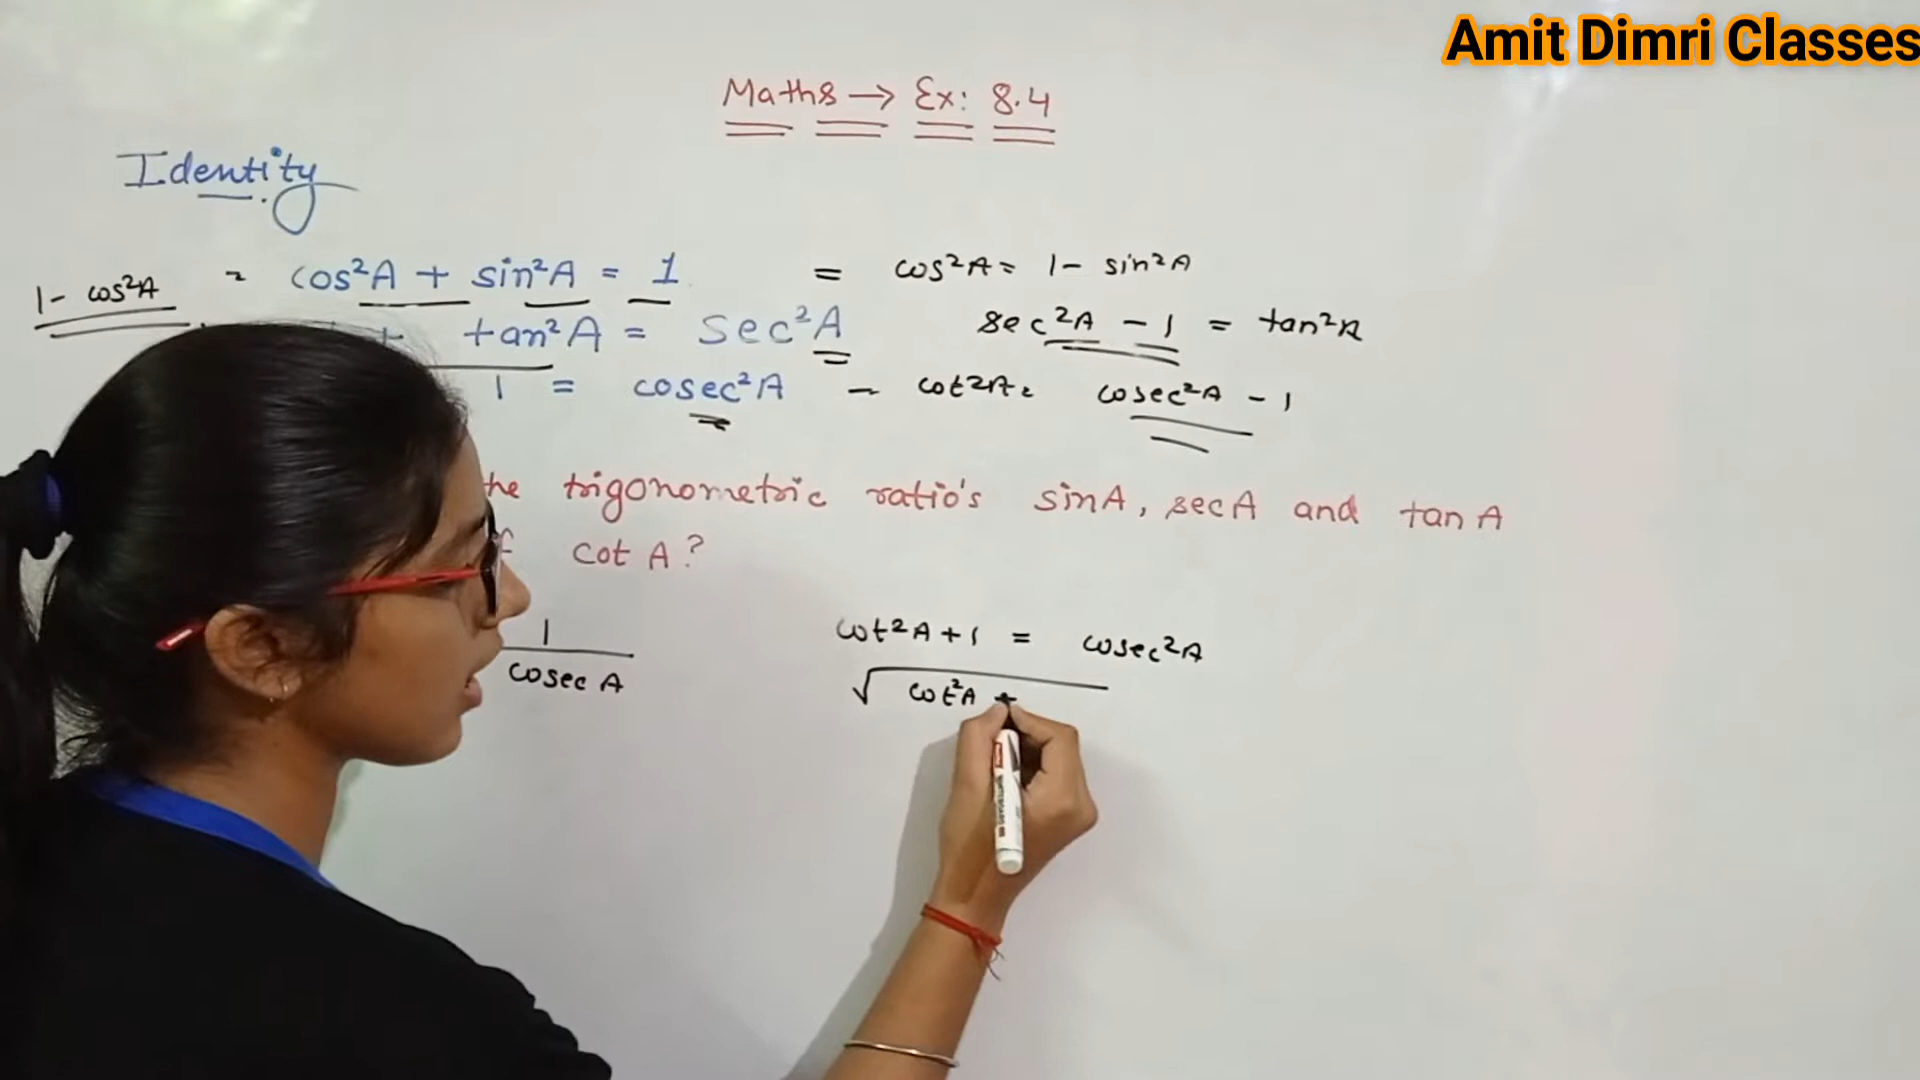 Amit Dimri Classes
Maths → Ex: 8.4
Identity
1 - cos²A = cos²A + sin²A = 1 = cos²A = 1 - sin²A
+ tan²A = sec²A sec²A - 1 = tan²A
1 = cosec²A - cot²A = cosec²A - 1
the trigonometric ratio's sinA, secA and tan A
cot A?
1 / cosec A
cot²A + 1 = cosec²A
√cot²A +